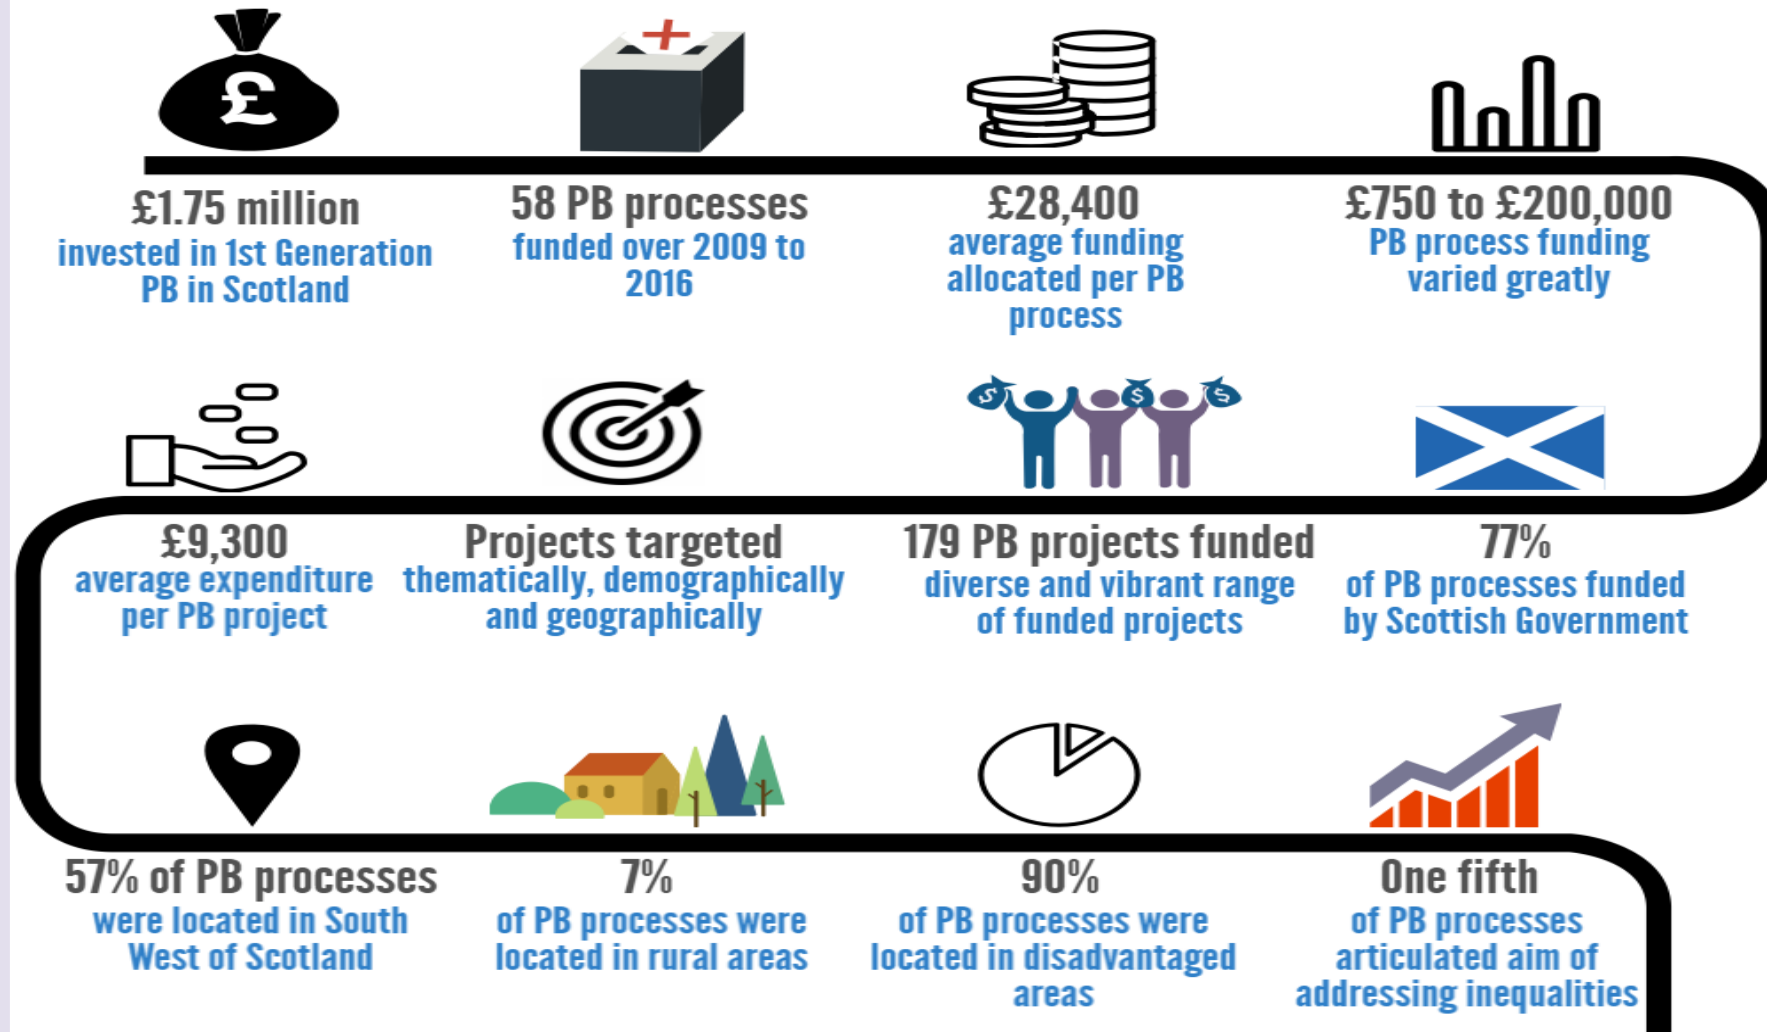 £
£1.75 million
invested in 1st Generation
PB in Scotland
58 PB processes
funded over 2009 to
2016
£28,400
average funding
allocated per PB
process
£750 to £200,000
PB process funding
varied greatly
$ $ $
£9,300
average expenditure
per PB project
Projects targeted
thematically, demographically
and geographically
179 PB projects funded
diverse and vibrant range
of funded projects
77%
of PB processes funded
by Scottish Government
57% of PB processes
were located in South
West of Scotland
7%
of PB processes were
located in rural areas
90%
of PB processes were
located in disadvantaged
areas
One fifth
of PB processes
articulated aim of
addressing inequalities